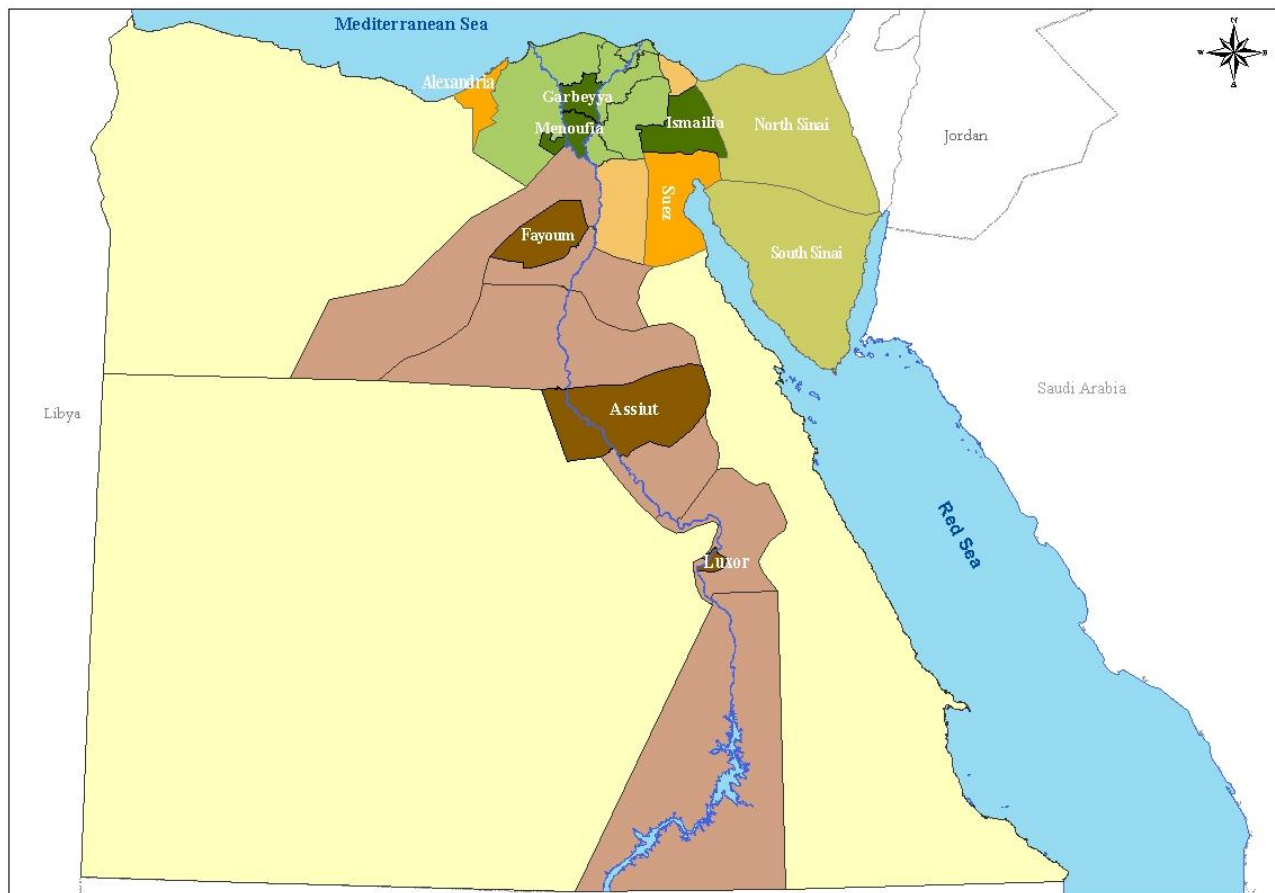 Mediterranean Sea
N
W
E
S
Alexandria
Garbeyya
Menoufia
Ismailia
North Sinai
Jordan
Suez
Fayoum
South Sinai
Libya
Saudi Arabia
Assiut
Red Sea
Luxor